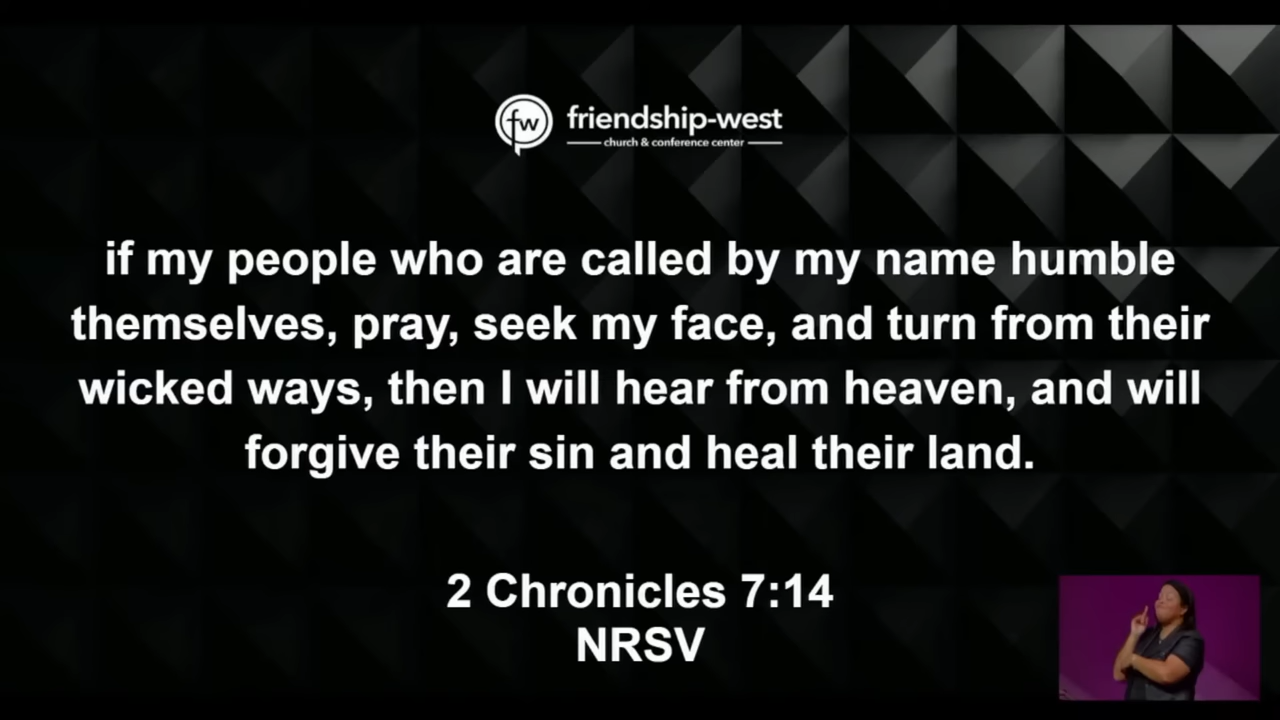 fw
friendship-west
church & conference center
if my people who are called by my name humble
themselves, pray, seek my face, and turn from their
wicked ways, then I will hear from heaven, and will
forgive their sin and heal their land.
2 Chronicles 7:14
NRSV